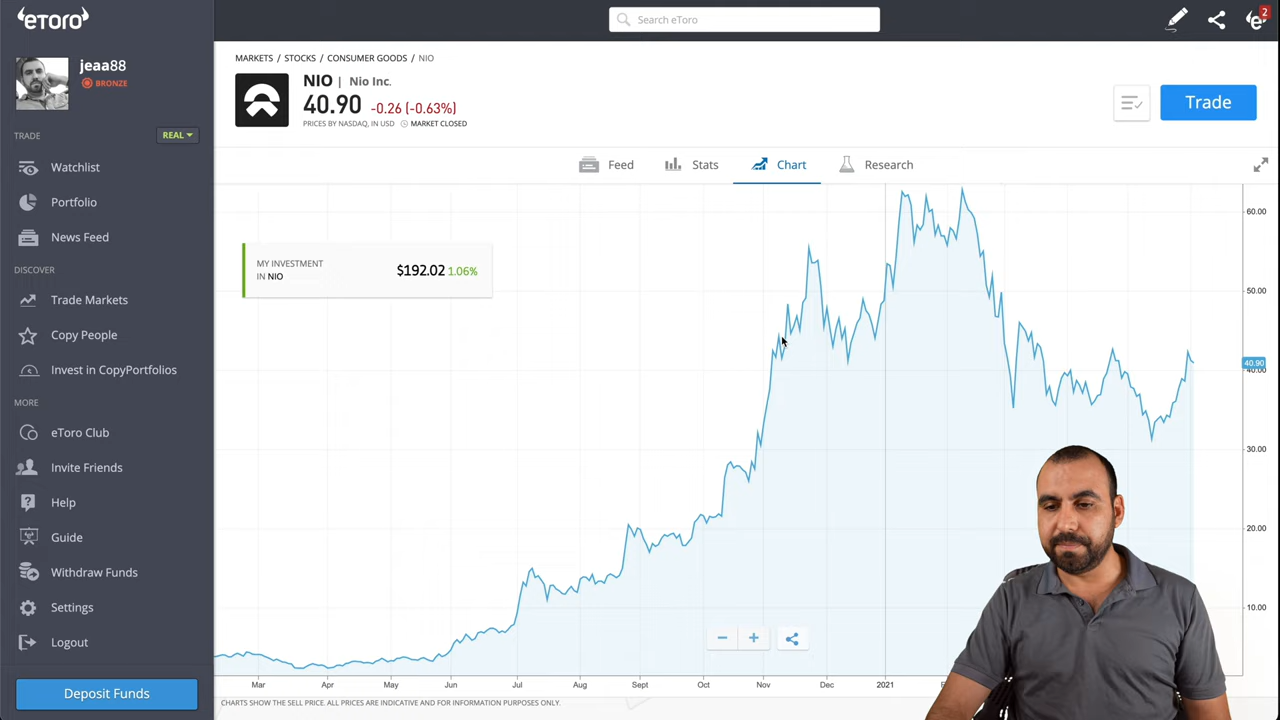 eToro
Search eToro
2
jeaa88
BRONZE
TRADE
REAL
Watchlist
Portfolio
News Feed
DISCOVER
Trade Markets
Copy People
Invest in CopyPortfolios
MORE
eToro Club
Invite Friends
Help
Guide
Withdraw Funds
Settings
Logout
Deposit Funds
MARKETS / STOCKS / CONSUMER GOODS / NIO
NIO | Nio Inc.
40.90 -0.26 (-0.63%)
PRICES BY NASDAQ, IN USD MARKET CLOSED
Trade
Feed
Stats
Chart
Research
MY INVESTMENT
IN NIO
$192.02 1.06%
60.00
50.00
40.90
40.00
30.00
20.00
10.00
− +
Mar Apr May Jun Jul Aug Sept Oct Nov Dec 2021
CHARTS SHOW THE SELL PRICE. ALL PRICES ARE INDICATIVE AND FOR INFORMATION PURPOSES ONLY.